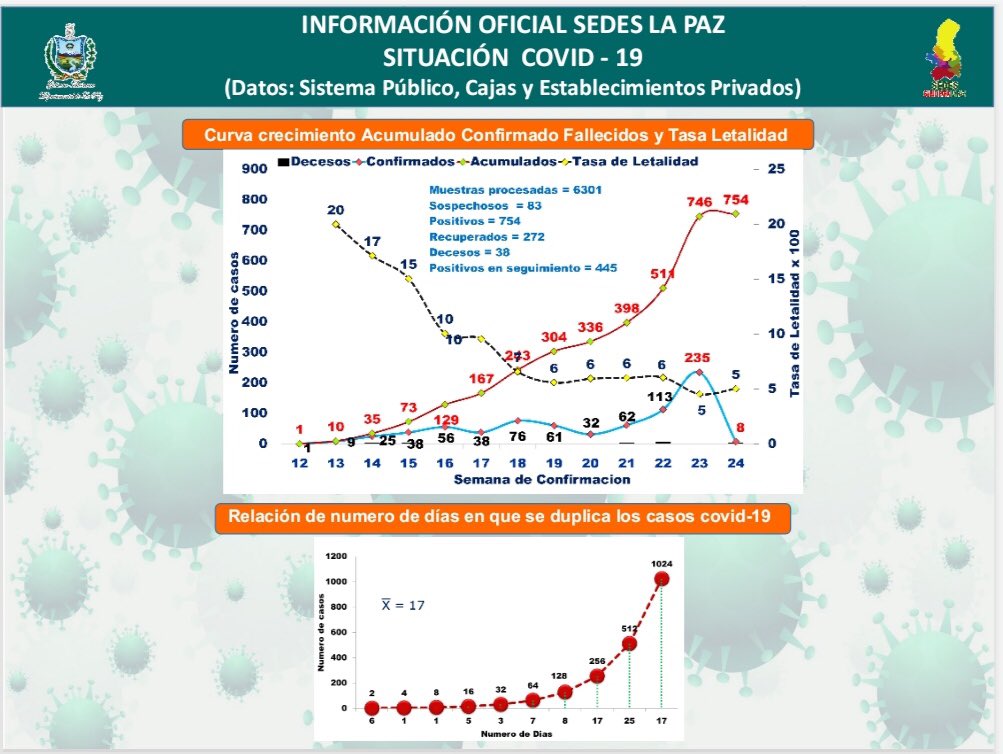 INFORMACIÓN OFICIAL SEDES LA PAZ
SITUACIÓN COVID - 19
(Datos: Sistema Público, Cajas y Establecimientos Privados)
Curva crecimiento Acumulado Confirmado Fallecidos y Tasa Letalidad
Decesos Confirmados Acumulados Tasa de Letalidad
Muestras procesadas = 6301
Sospechosos = 83
Positivos = 754
Recuperados = 272
Decesos = 38
Positivos en seguimiento = 445
Numero de casos
900
800
700
600
500
400
300
200
100
0
25
20
15
10
5
0
Tasa de Letalidad x 100
20 17 15 10 10 7 6 6 6 6 5 5
1 10 35 73 129 167 243 304 336 398 511 746 754
1 9 25 38 56 38 76 61 32 62 113 235 8
12 13 14 15 16 17 18 19 20 21 22 23 24
Semana de Confirmacion
Relación de numero de días en que se duplica los casos covid-19
Numero de casos
1200
1000
800
600
400
200
0
X̅ = 17
2 4 8 16 32 64 128 256 512 1024
6 1 1 5 3 7 8 17 25 17
Numero de Dias